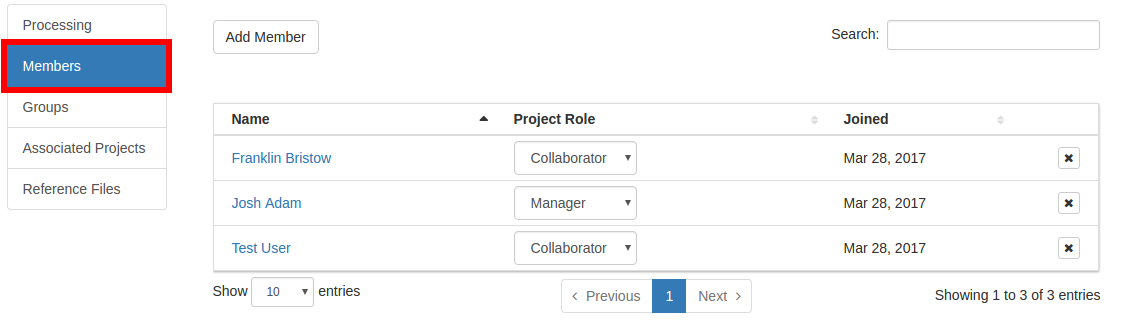 Processing
Members
Groups
Associated Projects
Reference Files
Add Member
Search:
Name Project Role Joined
Franklin Bristow Collaborator Mar 28, 2017
Josh Adam Manager Mar 28, 2017
Test User Collaborator Mar 28, 2017
Show 10 entries
Previous 1 Next
Showing 1 to 3 of 3 entries